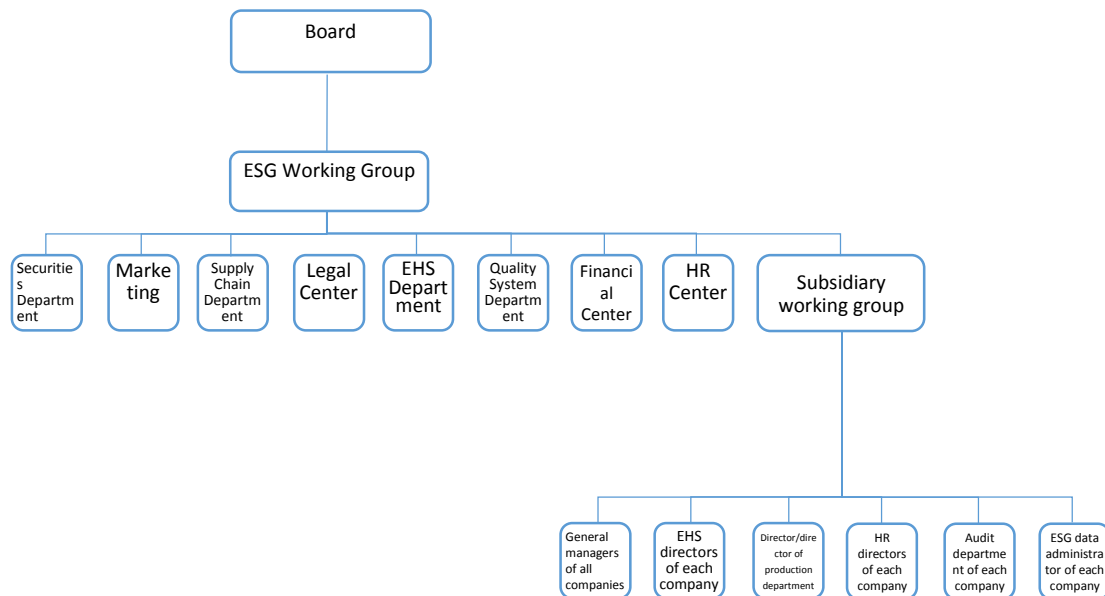 Board
ESG Working Group
Securitie
s
Departm
ent
Marke
ting
Supply
Chain
Departm
ent
Legal
Center
EHS
Depart
ment
Quality
System
Departm
ent
Financi
al
Center
HR
Center
Subsidiary
working group
General
managers
of all
companies
EHS
directors
of each
company
Director/dire
ctor of
production
department
HR
directors
of each
company
Audit
departme
nt of each
company
ESG data
administra
tor of each
company